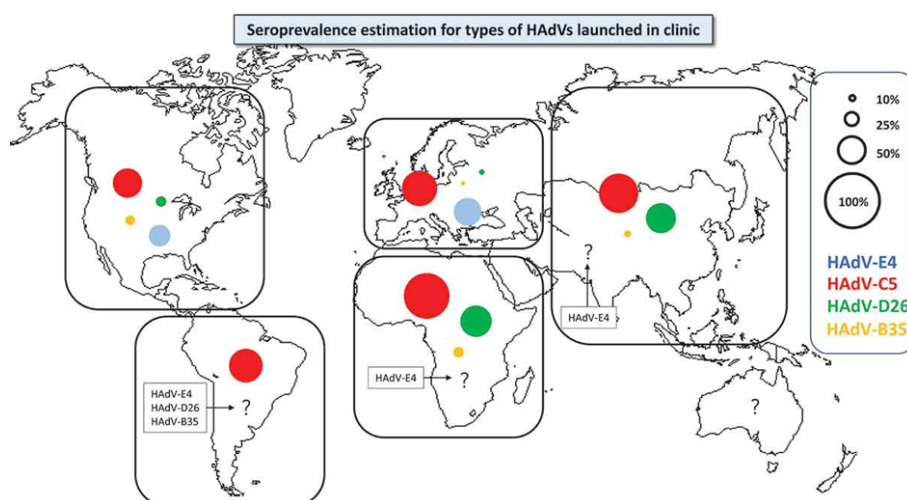 Seroprevalence estimation for types of HAdVs launched in clinic
10%
25%
50%
100%
HAdV-E4
HAdV-C5
HAdV-D26
HAdV-B35
?
HAdV-E4
HAdV-E4
HAdV-D26
HAdV-B35
?
HAdV-E4
?
?